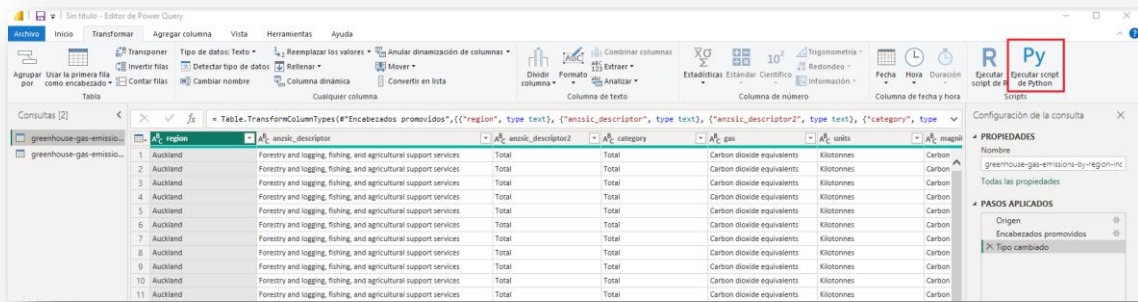 Sin título - Editor de Power Query
Archivo Inicio Transformar Agregar columna Vista Herramientas Ayuda
Agrupar por
Usar la primera fila como encabezado
Transponer
Invertir filas
Contar filas
Tabla
Tipo de datos: Texto
Detectar tipo de datos
Cambiar nombre
Reemplazar los valores
Rellenar
Columna dinámica
Anular dinamización de columnas
Mover
Convertir en lista
Cualquier columna
Dividir columna
Formato
Combinar columnas
Extraer
Analizar
Columna de texto
Estadísticas
Estándar
Científico
Trigonometría
Redondeo
Información
Columna de número
Fecha
Hora
Duración
Columna de fecha y hora
Ejecutar script de R
Ejecutar script de Python
Scripts
Consultas [2]
= Table.TransformColumnTypes(#"Encabezados promovidos",{{"region", type text}, {"anzsic_descriptor", type text}, {"anzsic_descriptor2", type text}, {"category", type
Configuración de la consulta
greenhouse-gas-emissio...
greenhouse-gas-emissio...
region anzsic_descriptor anzsic_descriptor2 category gas units magnit
1 Auckland Forestry and logging, fishing, and agricultural support services Total Total Carbon dioxide equivalents Kilotonnes Carbon
2 Auckland Forestry and logging, fishing, and agricultural support services Total Total Carbon dioxide equivalents Kilotonnes Carbon
3 Auckland Forestry and logging, fishing, and agricultural support services Total Total Carbon dioxide equivalents Kilotonnes Carbon
4 Auckland Forestry and logging, fishing, and agricultural support services Total Total Carbon dioxide equivalents Kilotonnes Carbon
5 Auckland Forestry and logging, fishing, and agricultural support services Total Total Carbon dioxide equivalents Kilotonnes Carbon
6 Auckland Forestry and logging, fishing, and agricultural support services Total Total Carbon dioxide equivalents Kilotonnes Carbon
7 Auckland Forestry and logging, fishing, and agricultural support services Total Total Carbon dioxide equivalents Kilotonnes Carbon
8 Auckland Forestry and logging, fishing, and agricultural support services Total Total Carbon dioxide equivalents Kilotonnes Carbon
9 Auckland Forestry and logging, fishing, and agricultural support services Total Total Carbon dioxide equivalents Kilotonnes Carbon
10 Auckland Forestry and logging, fishing, and agricultural support services Total Total Carbon dioxide equivalents Kilotonnes Carbon
11 Auckland Forestry and logging, fishing, and agricultural support services Total Total Carbon dioxide equivalents Kilotonnes Carbon
PROPIEDADES
Nombre
greenhouse-gas-emissions-by-region-inc
Todas las propiedades
PASOS APLICADOS
Origen
Encabezados promovidos
Tipo cambiado